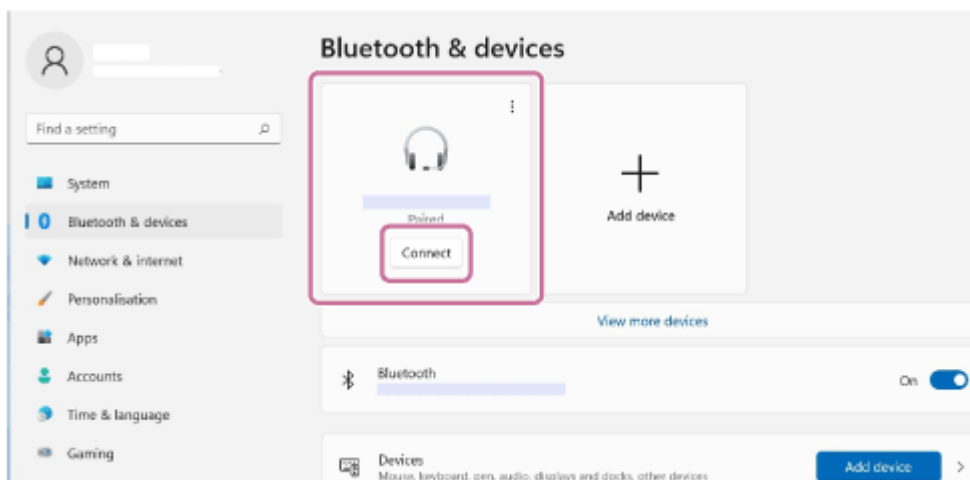 Bluetooth & devices
Find a setting
System
Bluetooth & devices
Network & internet
Personalisation
Apps
Accounts
Time & language
Gaming
Paired
Connect
Add device
View more devices
Bluetooth
On
Devices
Mouse, keyboard, pen, audio, displays and docks, other devices
Add device